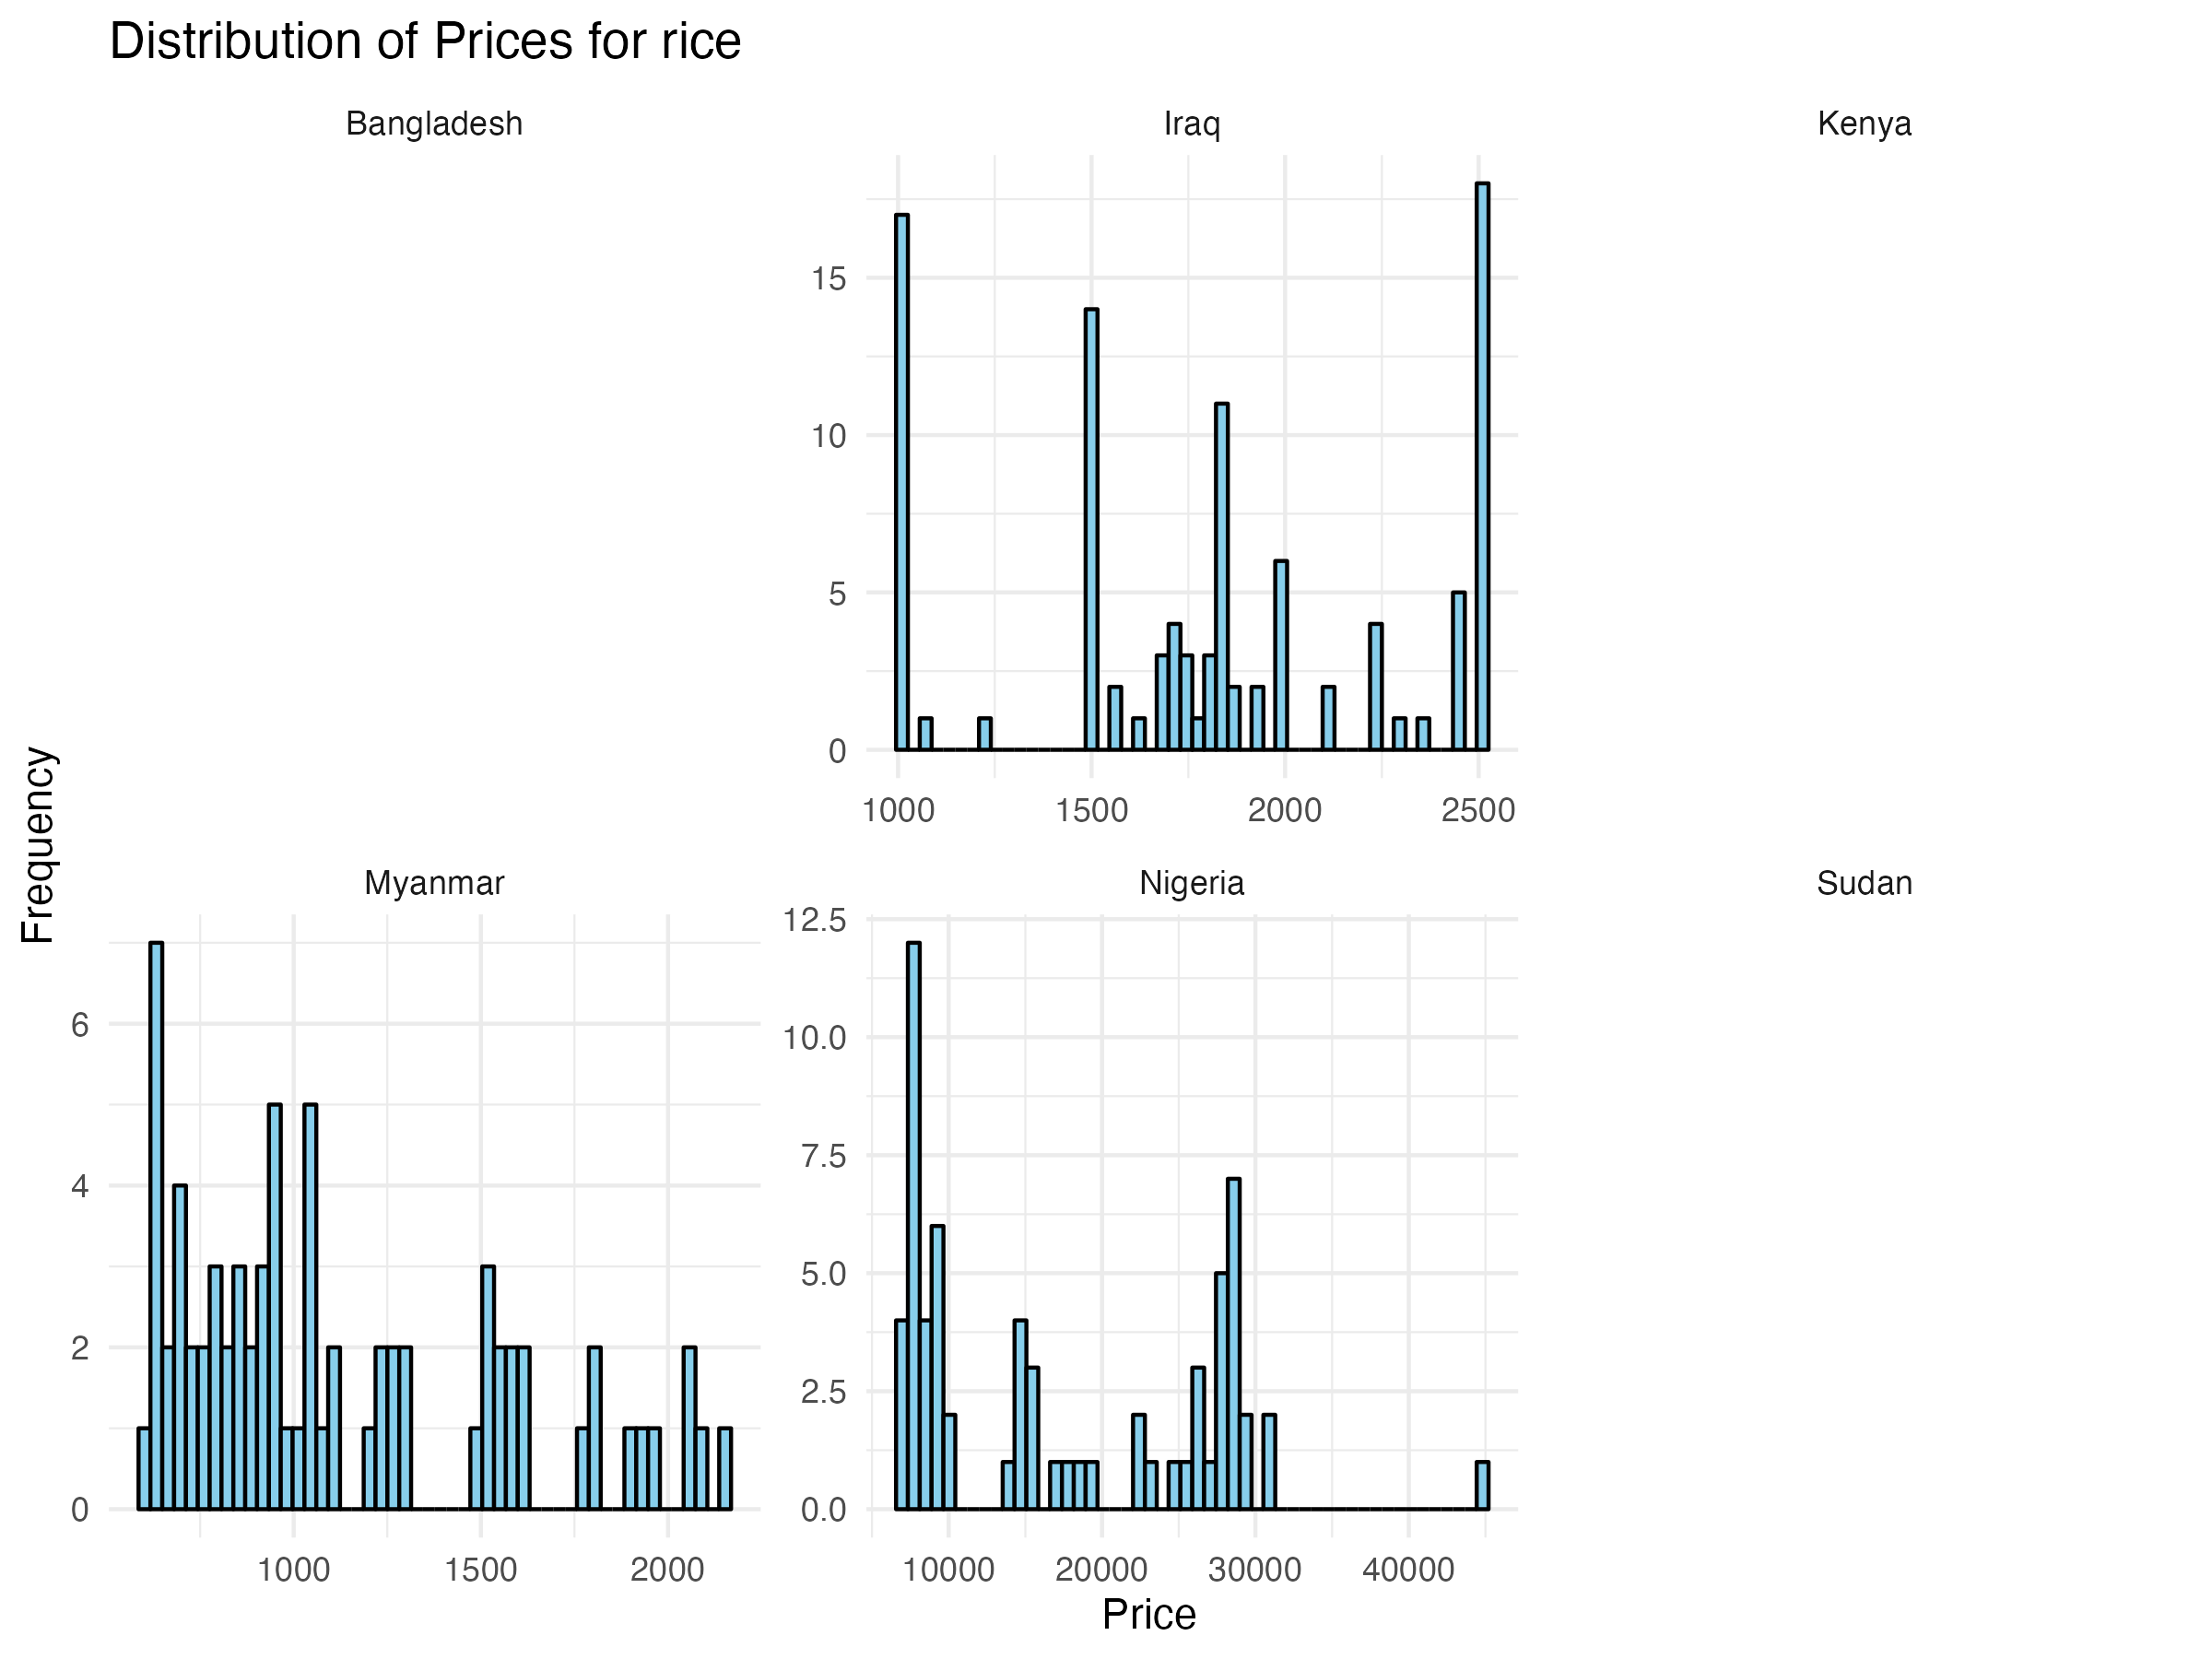 Distribution of Prices for rice
Bangladesh
Iraq
Kenya
15
10
5
0
1000 1500 2000 2500
Frequency
Myanmar
Nigeria
Sudan
6
4
2
0
1000 1500 2000
12.5
10.0
7.5
5.0
2.5
0.0
10000 20000 30000 40000
Price